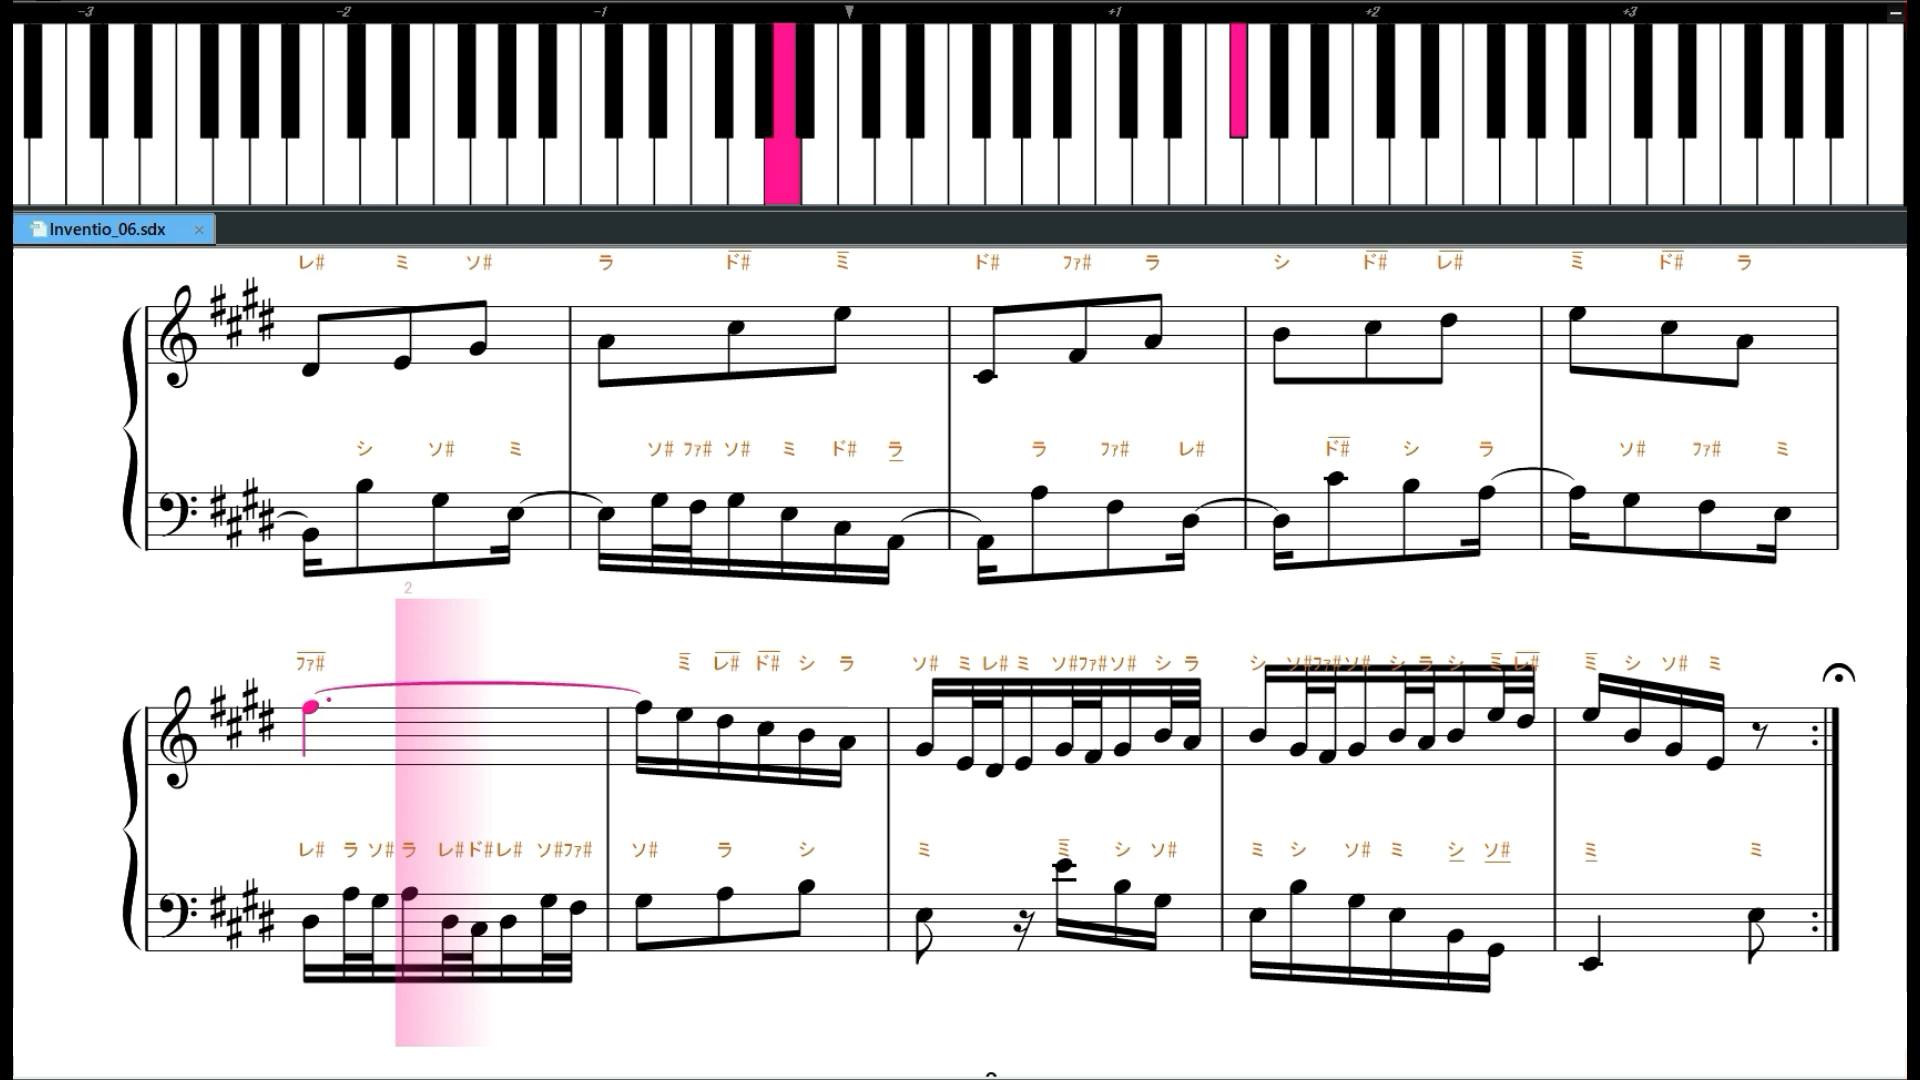 -3 -2 -1 +1 +2 +3
Inventio_06.sdx ×
レ# ミ ソ# ラ ド# ミ ド# ファ# ラ シ ド# レ# ミ ド# ラ
シ ソ# ミ ソ# ファ# ソ# ミ ド# ラ ラ ファ# レ# ド# シ ラ ソ# ファ# ミ
2
ファ# ミ レ# ド# シ ラ ソ# ミ レ# ミ ソ# ファ# ソ# シ ラ シ ソ# ファ# ソ# シ ラ シ ミ レ# ミ シ ソ# ミ
レ# ラ ソ# ラ レ# ド# レ# ソ# ファ# ソ# ラ シ ミ ミ シ ソ# ミ シ ソ# ミ シ ソ# ミ ミ